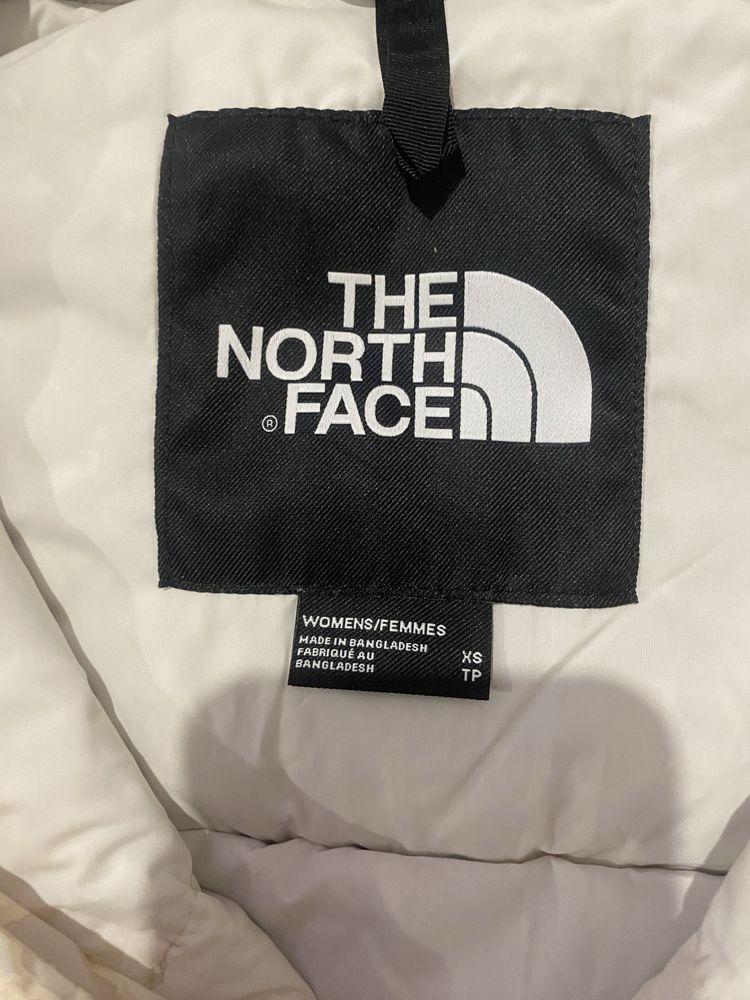 THE
NORTH
® FACE
WOMENS/FEMMES
MADE IN BANGLADESH
FABRIQUÉ AU
BANGLADESH
XS
TP